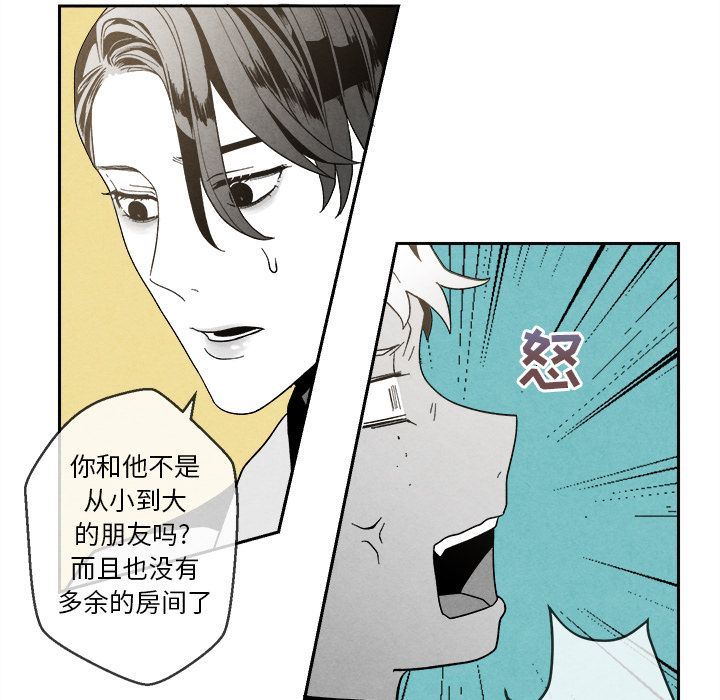 怒
你和他不是
从小到大
的朋友吗?
而且也没有
多余的房间了